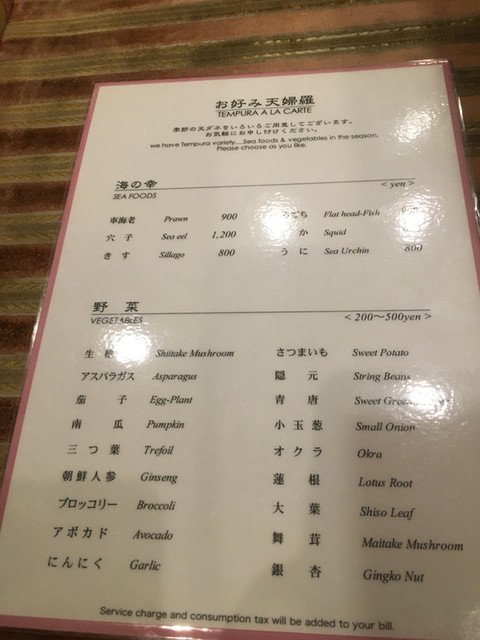 お好み天婦羅
TEMPURA A LA CARTE
季節の天ダネをいろいろご用意してございます。
お気軽にお申し付けください。
we have Tempura variety....Sea foods & vegetables in the season.
Please choose as you like.
海の幸 <yen>
SEA FOODS
車海老 Prawn 900
穴子 Sea eel 1,200
きす Sillago 800
ごち Flat head-Fish
か Squid
うに Sea Urchin 800
野菜 <200〜500yen>
VEGETABLES
生 Shiitake Mushroom
アスパラガス Asparagus
茄子 Egg-Plant
南瓜 Pumpkin
三つ葉 Trefoil
朝鮮人参 Ginseng
ブロッコリー Broccoli
アボカド Avocado
にんにく Garlic
さつまいも Sweet Potato
隠元 String Beans
青唐 Sweet
小玉葱 Small Onion
オクラ Okra
蓮根 Lotus Root
大葉 Shiso Leaf
舞茸 Maitake Mushroom
銀杏 Gingko Nut
Service charge and consumption tax will be added to your bill.